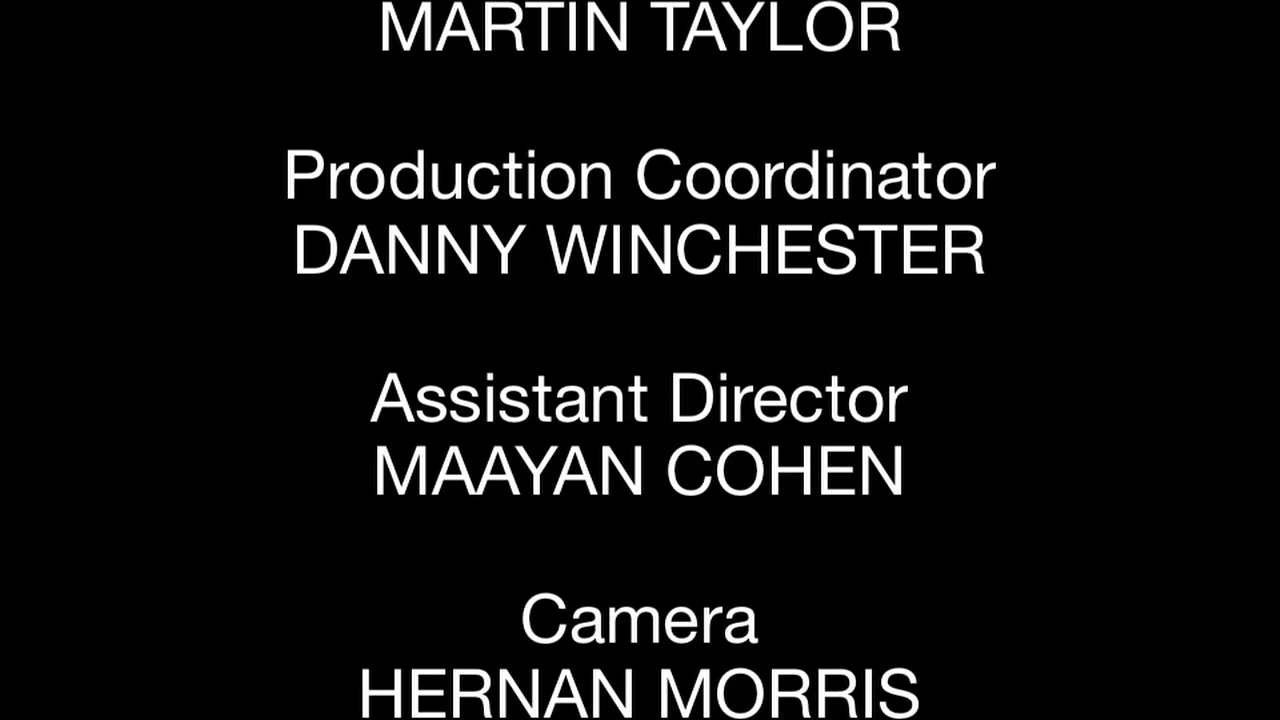 MARTIN TAYLOR
Production Coordinator
DANNY WINCHESTER
Assistant Director
MAAYAN COHEN
Camera
HERNAN MORRIS